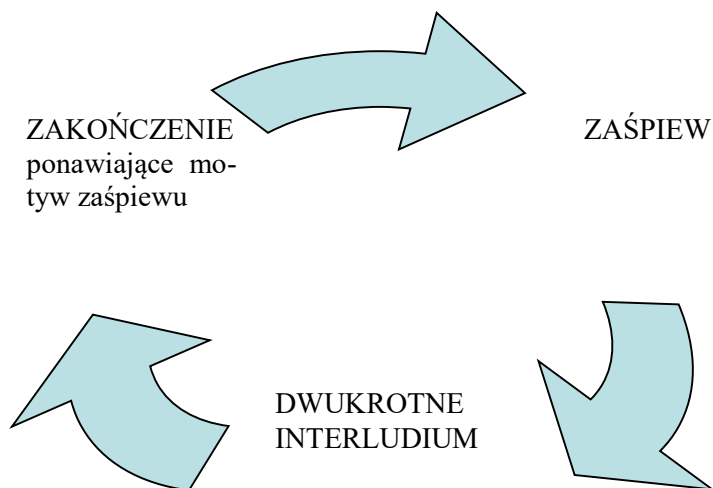 ZAKOŃCZENIE
ponawiające mo-
tyw zaśpiewu
ZAŚPIEW
DWUKROTNE
INTERLUDIUM